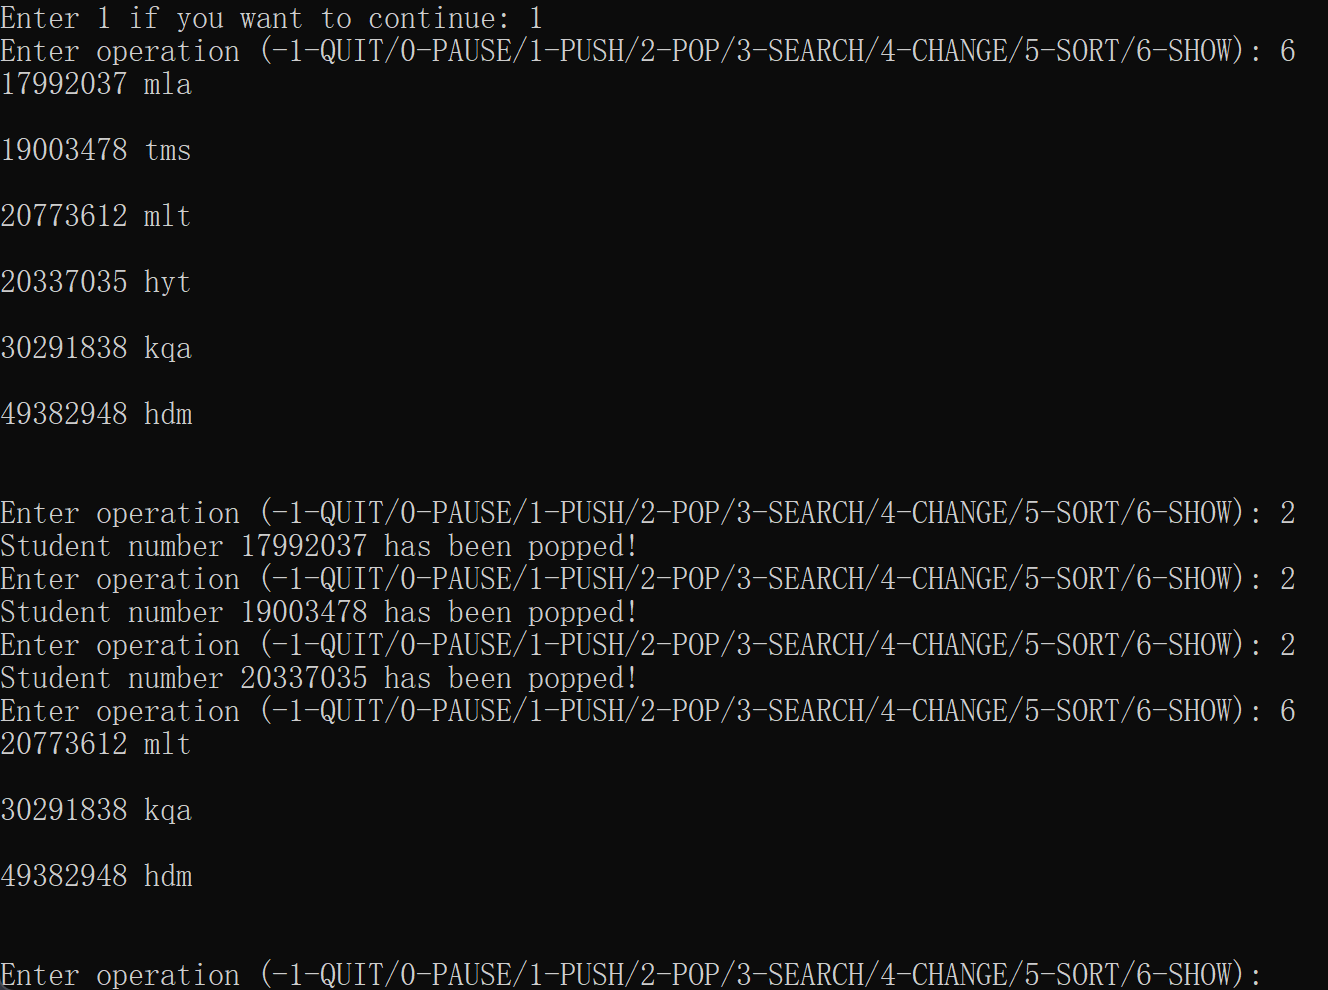 Enter 1 if you want to continue: 1
Enter operation (-1-QUIT/0-PAUSE/1-PUSH/2-POP/3-SEARCH/4-CHANGE/5-SORT/6-SHOW): 6
17992037 mla
19003478 tms
20773612 mlt
20337035 hyt
30291838 kqa
49382948 hdm
Enter operation (-1-QUIT/0-PAUSE/1-PUSH/2-POP/3-SEARCH/4-CHANGE/5-SORT/6-SHOW): 2
Student number 17992037 has been popped!
Enter operation (-1-QUIT/0-PAUSE/1-PUSH/2-POP/3-SEARCH/4-CHANGE/5-SORT/6-SHOW): 2
Student number 19003478 has been popped!
Enter operation (-1-QUIT/0-PAUSE/1-PUSH/2-POP/3-SEARCH/4-CHANGE/5-SORT/6-SHOW): 2
Student number 20337035 has been popped!
Enter operation (-1-QUIT/0-PAUSE/1-PUSH/2-POP/3-SEARCH/4-CHANGE/5-SORT/6-SHOW): 6
20773612 mlt
30291838 kqa
49382948 hdm
Enter operation (-1-QUIT/0-PAUSE/1-PUSH/2-POP/3-SEARCH/4-CHANGE/5-SORT/6-SHOW):